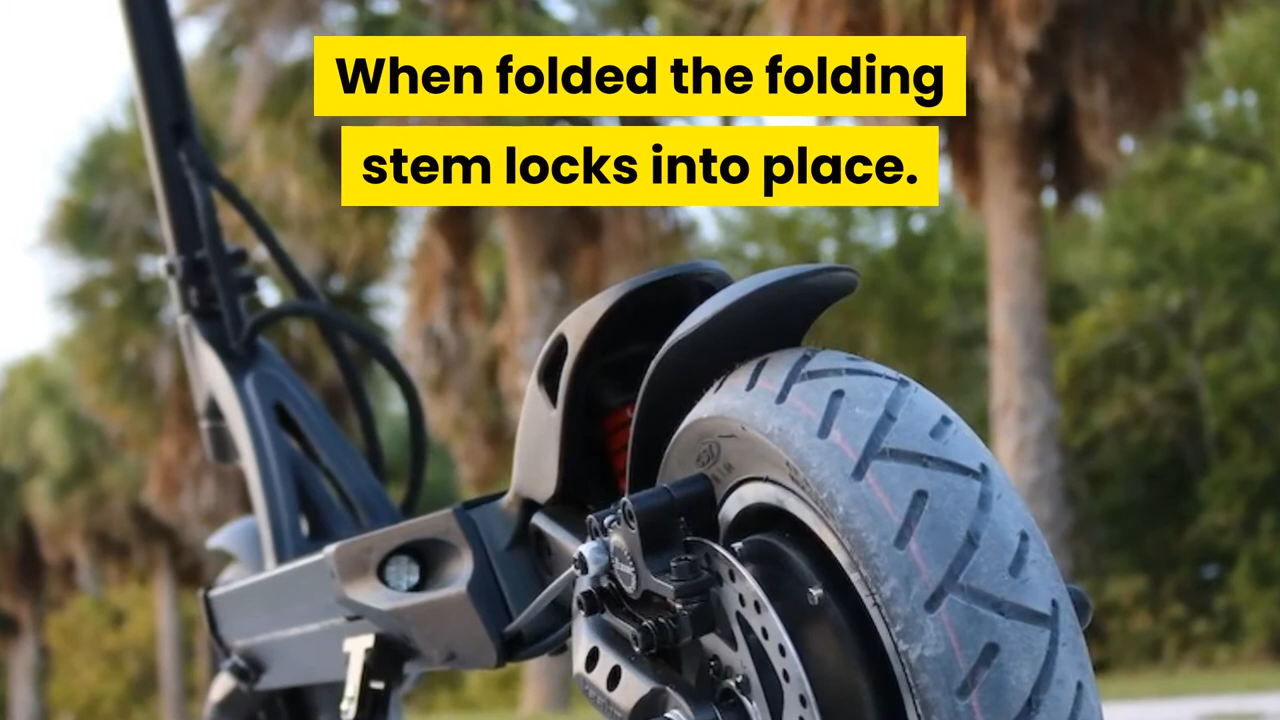 When folded the folding
stem locks into place.